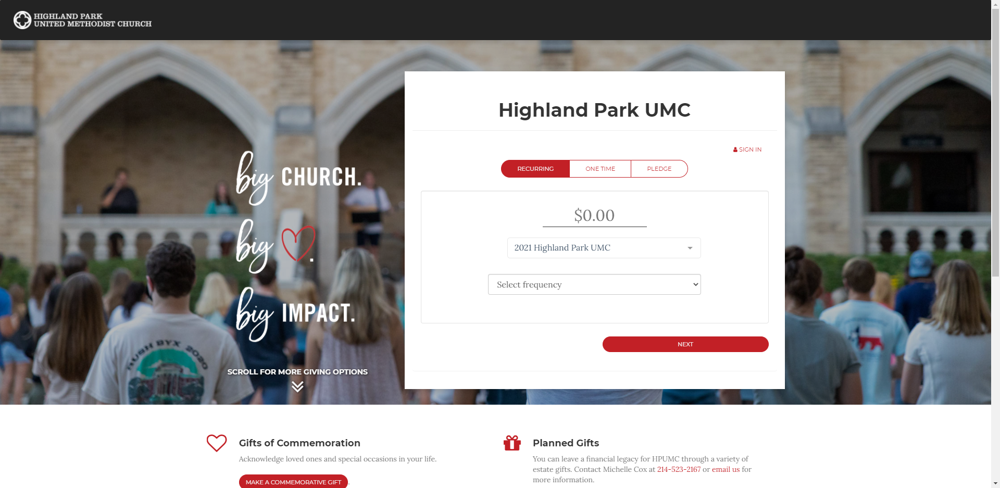 HIGHLAND PARK
UNITED METHODIST CHURCH
big CHURCH.
big .
big IMPACT.
RUSH BYX 2020
SCROLL FOR MORE GIVING OPTIONS
Highland Park UMC
SIGN IN
RECURRING
ONE TIME
PLEDGE
$0.00
2021 Highland Park UMC
Select frequency
NEXT
Gifts of Commemoration
Acknowledge loved ones and special occasions in your life.
MAKE A COMMEMORATIVE GIFT .
Planned Gifts
You can leave a financial legacy for HPUMC through a variety of
estate gifts. Contact Michelle Cox at 214-523-2167 or email us for
more information.